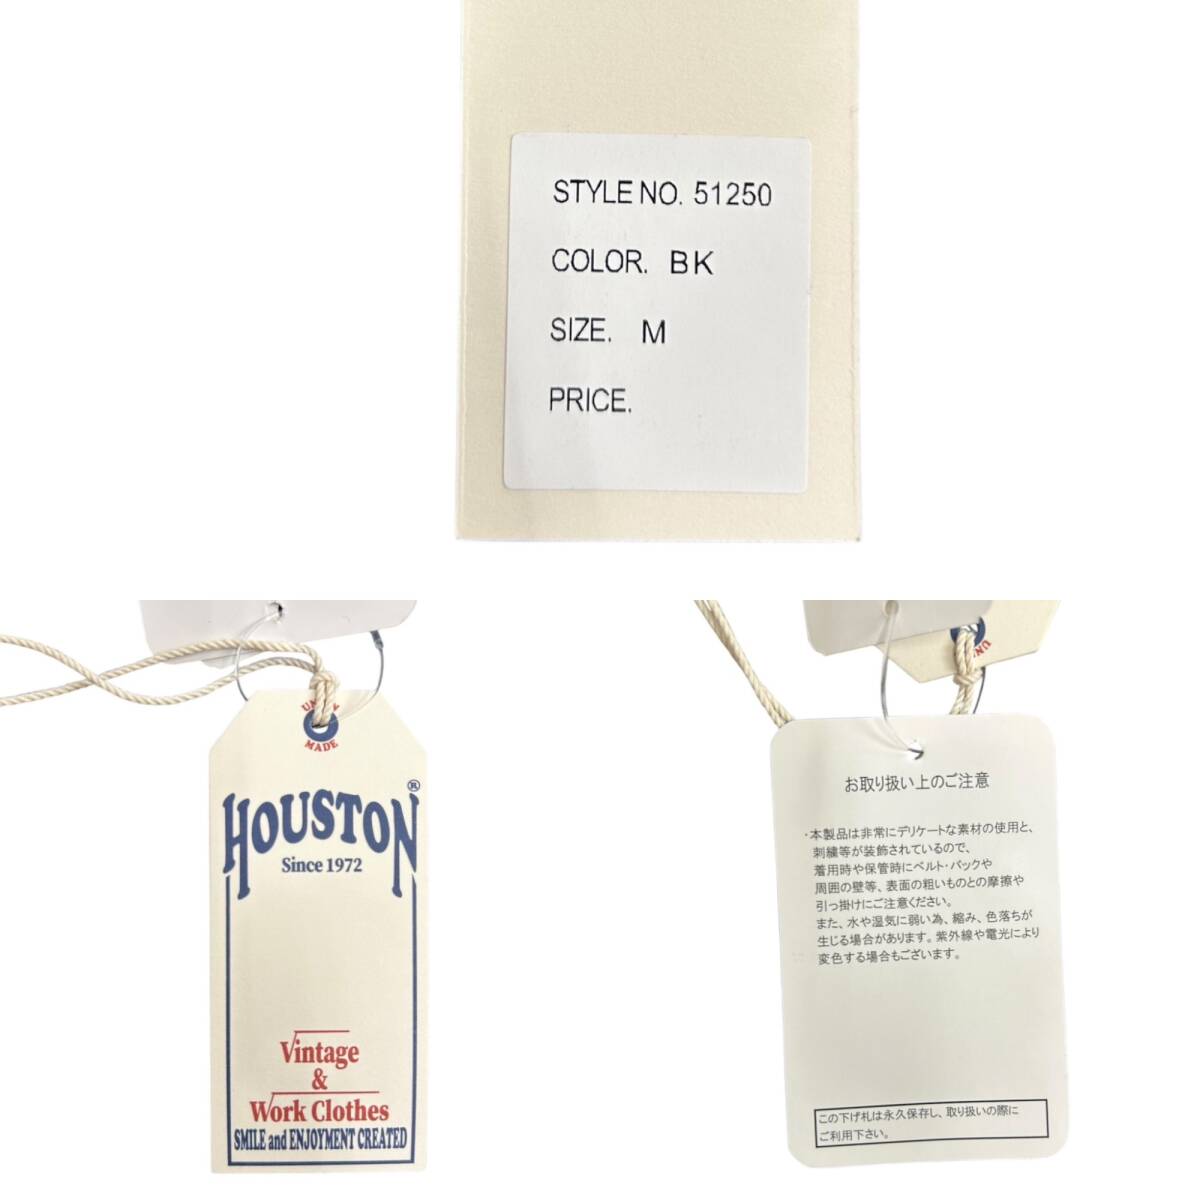 STYLE NO. 51250
COLOR. BK
SIZE. M
PRICE.
UNION
MADE
HOUSTON®
Since 1972
Vintage
&
Work Clothes
SMILE and ENJOYMENT CREATED
UN
お取り扱い上のご注意
・本製品は非常にデリケートな素材の使用と、
刺繍等が装飾されているので、
着用時や保管時にベルト・バックや
周囲の壁等、表面の粗いものとの摩擦や
引っ掛けにご注意ください。
また、水や湿気に弱い為、縮み、色落ちが
生じる場合があります。紫外線や電光により
変色する場合もございます。
この下げ札は永久保存し、取り扱いの際に
ご利用下さい。